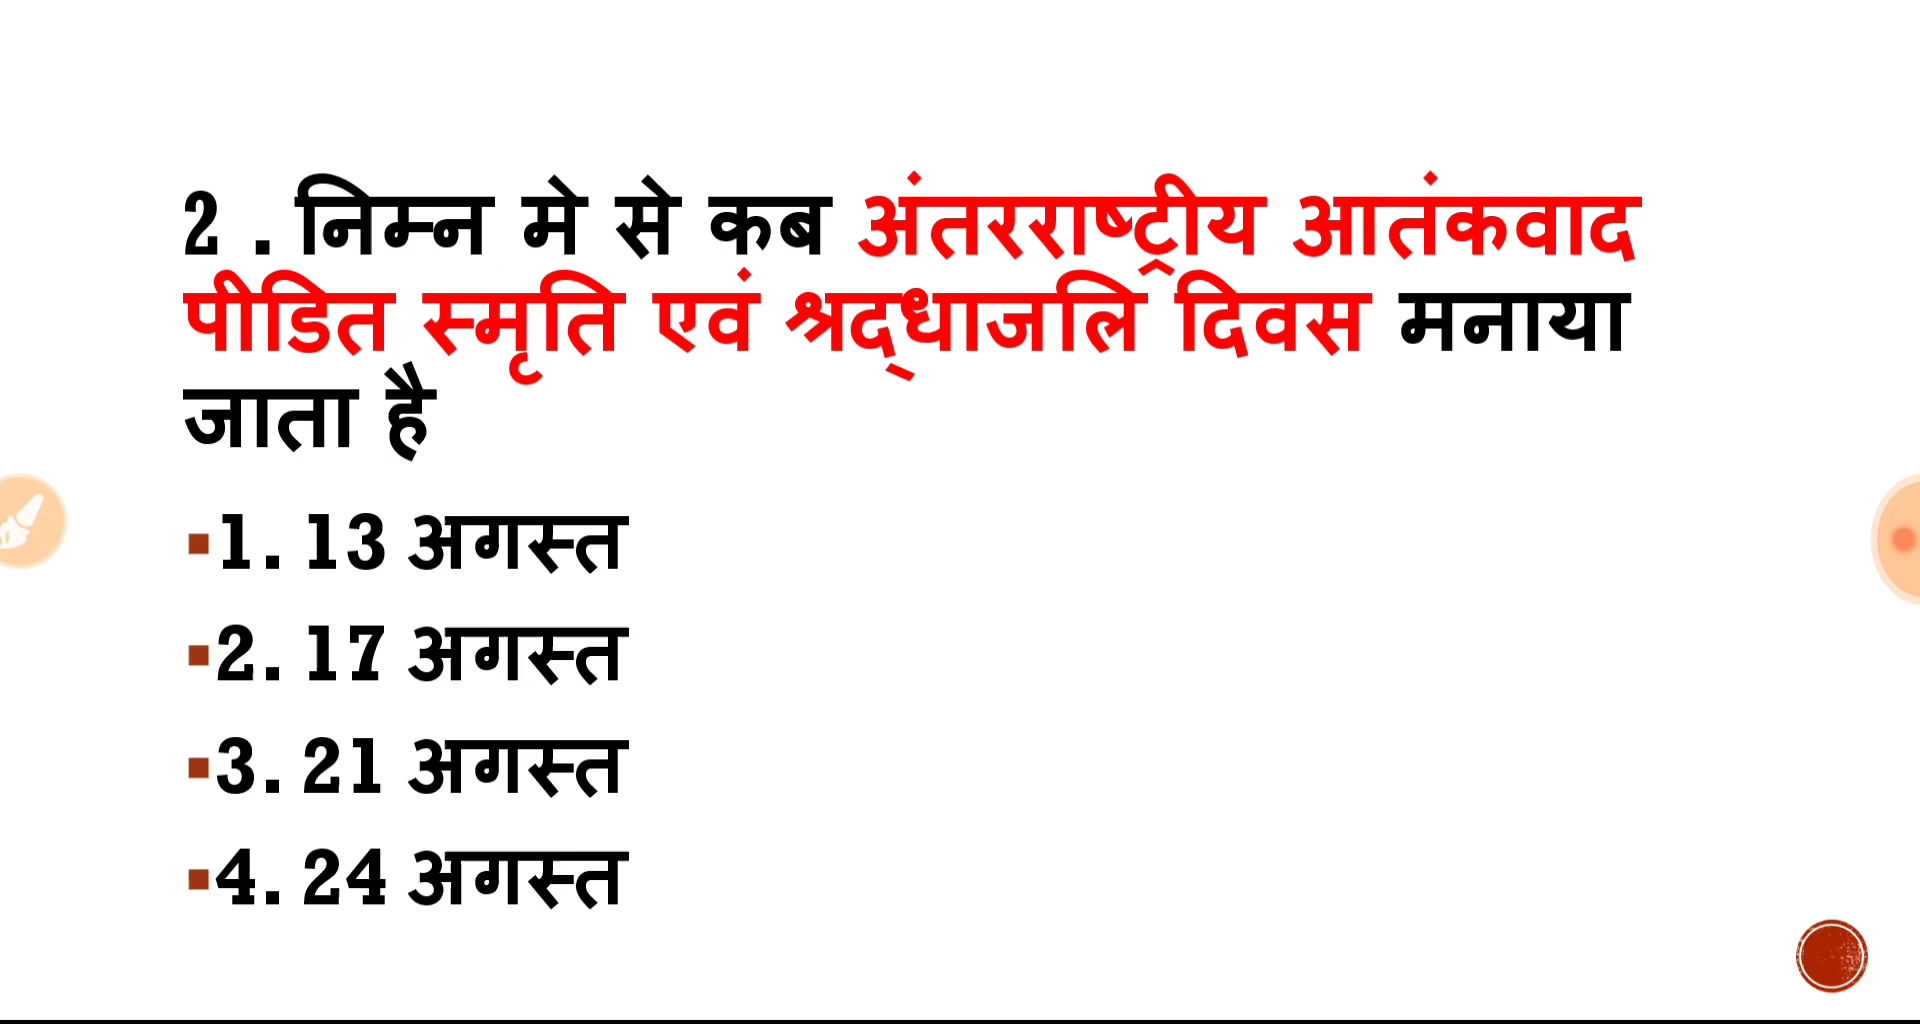 2 . निम्न मे से कब अंतरराष्ट्रीय आतंकवाद
पीडित स्मृति एवं श्रद्धाजलि दिवस मनाया
जाता है
▪1. 13 अगस्त
▪2. 17 अगस्त
▪3. 21 अगस्त
▪4. 24 अगस्त